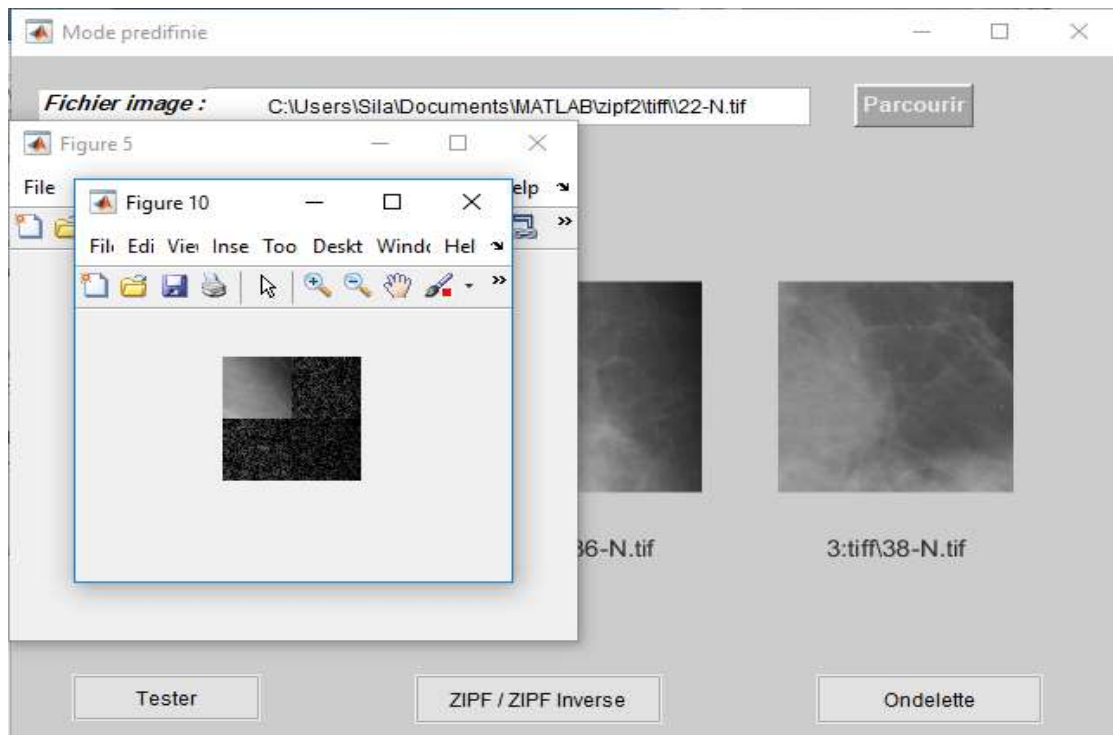 Mode predifinie
Fichier image : C:\Users\Sila\Documents\MATLAB\zipf2\tiff\\22-N.tif Parcourir
Figure 5
File elp
Figure 10
Fil Edi Vie Inse Too Deskt Windo Hel
36-N.tif 3:tiff\38-N.tif
Tester ZIPF / ZIPF Inverse Ondelette